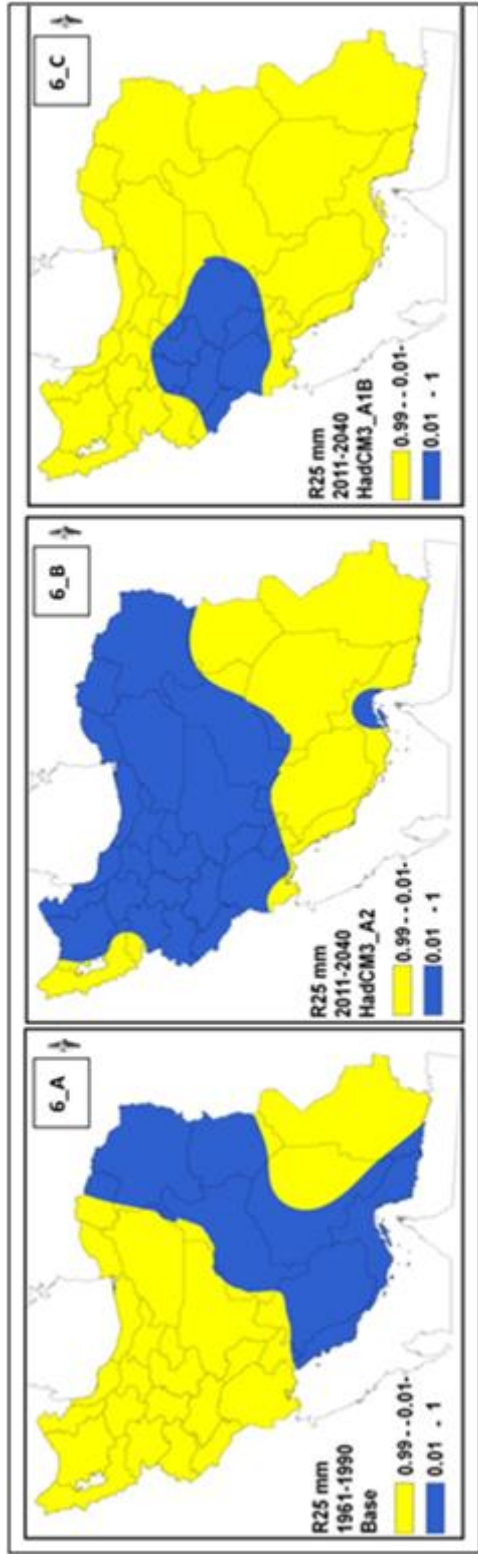 6_A
R25 mm
1961-1990
Base
0.99 - - 0.01-
0.01 - 1
6_B
R25 mm
2011-2040
HadCM3_A2
0.99 - - 0.01-
0.01 - 1
6_C
R25 mm
2011-2040
HadCM3_A1B
0.99 - - 0.01-
0.01 - 1